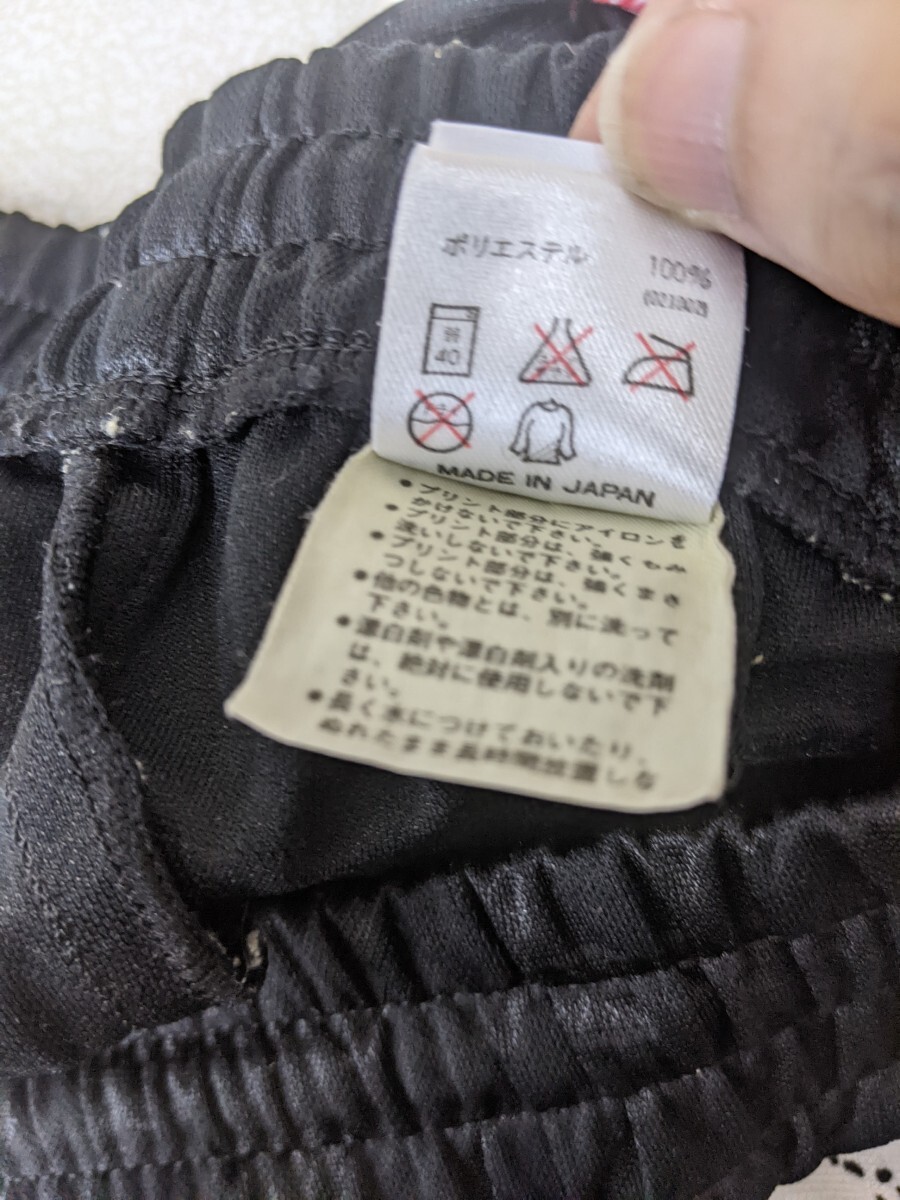 ポリエステル 100%
(021002)
弱
40
MADE IN JAPAN
●プリント部分にアイロンを
かけないで下さい。
●プリント部分は、強くもみ
洗いしないで下さい。
●プリント部分は、強くまさ
つしないで下さい。
●他の色物とは、別に洗って
下さい。
●漂白剤や漂白剤入りの洗剤
は、絶対に使用しないで下
さい。
●長く水につけておいたり、
ぬれたまま長時間放置しな